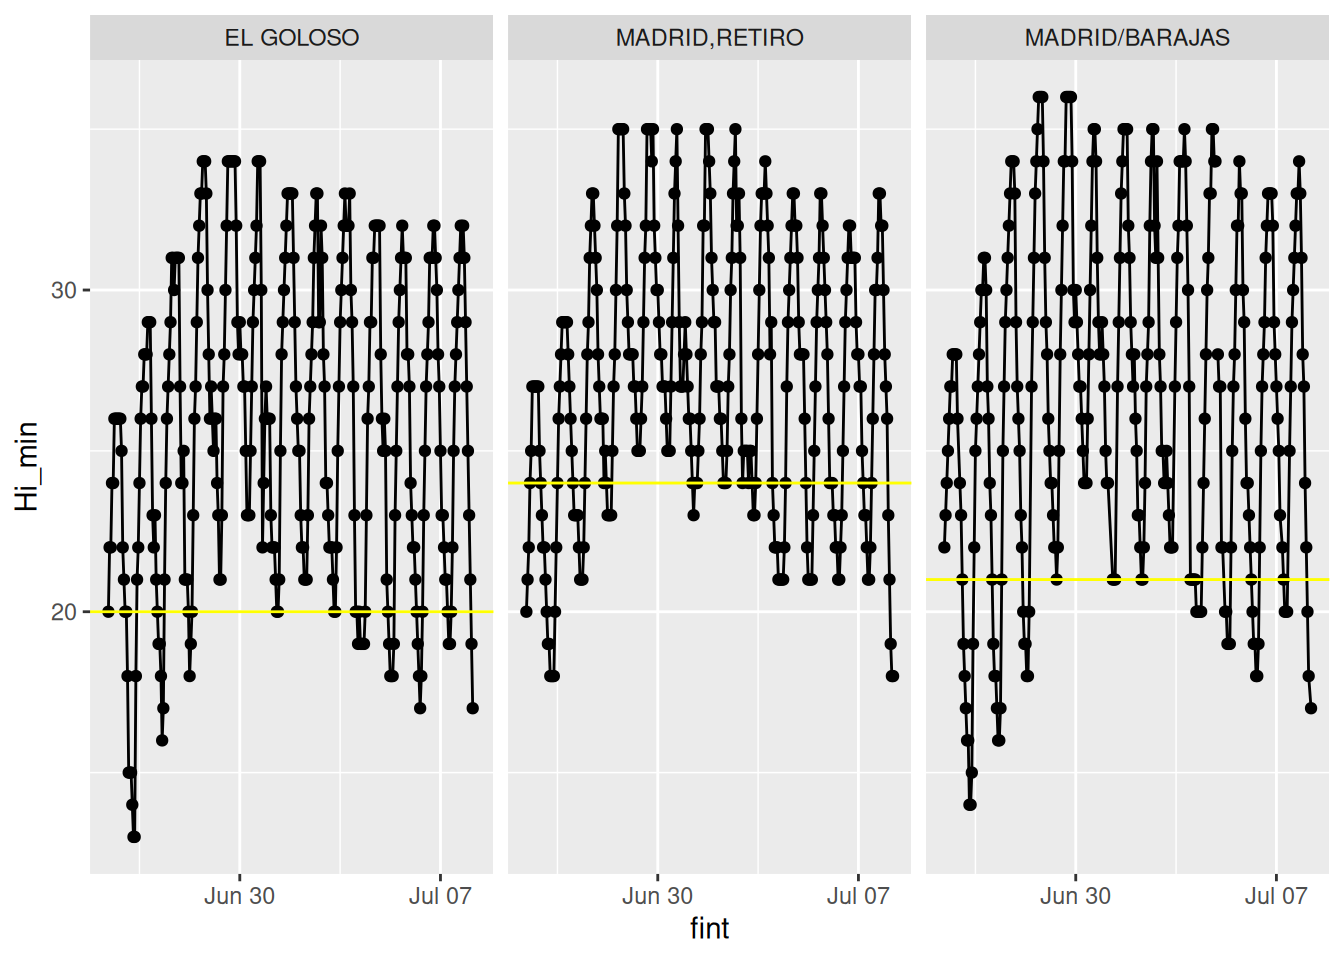 EL GOLOSO
MADRID,RETIRO
MADRID/BARAJAS
Hi_min
30
20
Jun 30
Jul 07
Jun 30
Jul 07
Jun 30
Jul 07
fint